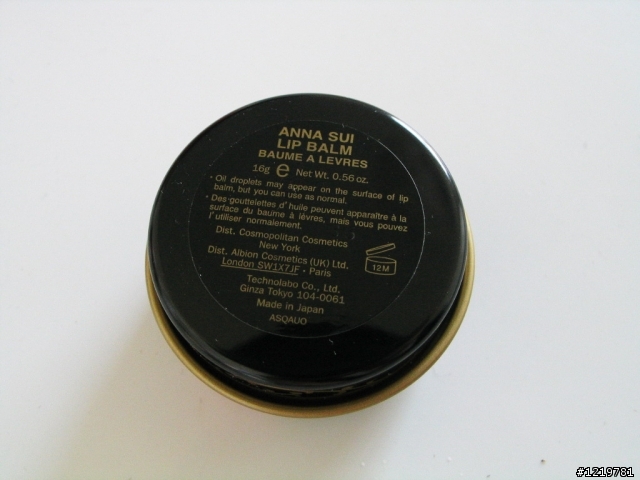 ANNA SUI
LIP BALM
BAUME A LEVRES
16g e Net Wt. 0.56 oz.
• Oil droplets may appear on the surface of lip
balm, but you can use as normal.
• Des gouttelettes d'huile peuvent apparaître à la
surface du baume à lèvres, mais vous pouvez
l'utiliser normalement.
Dist. Cosmopolitan Cosmetics
New York
Dist. Albion Cosmetics (UK) Ltd.
London SW1X7JF • Paris
12M
Technolabo Co., Ltd.
Ginza Tokyo 104-0061
Made in Japan
ASQAUO
#1219781